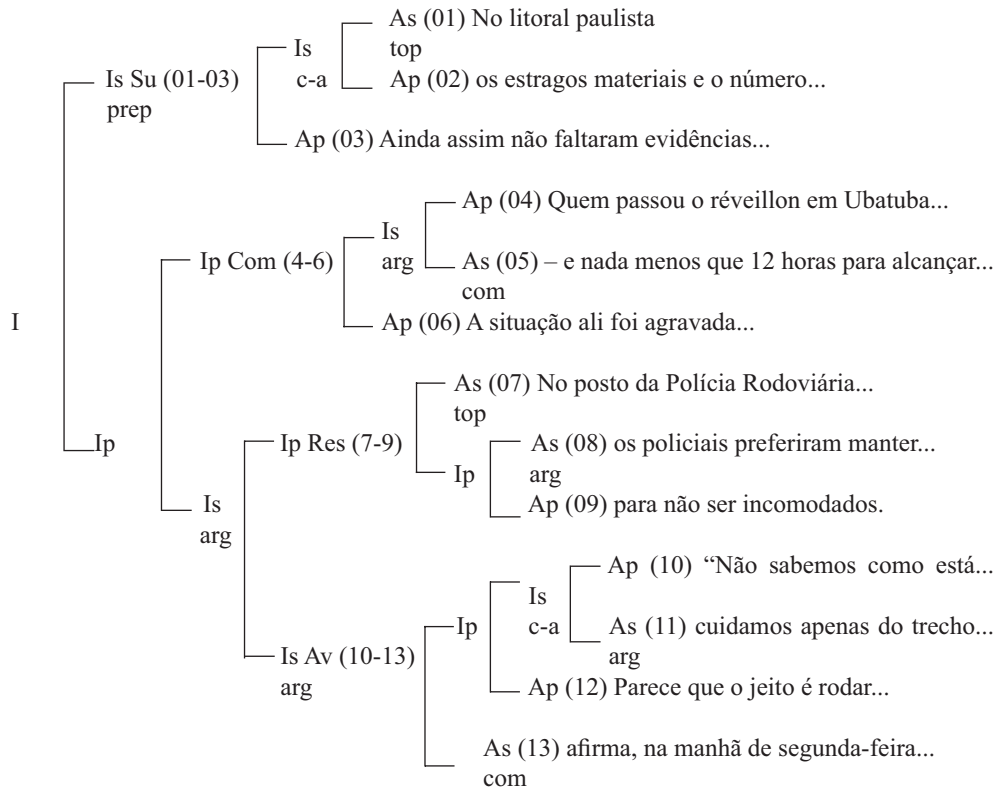 As (01) No litoral paulista
top
Is
c-a
Is Su (01-03)
prep
Ap (02) os estragos materiais e o número...
Ap (03) Ainda assim não faltaram evidências...
Ap (04) Quem passou o réveillon em Ubatuba...
Is
arg
Ip Com (4-6)
As (05) – e nada menos que 12 horas para alcançar...
com
Ap (06) A situação ali foi agravada...
I
As (07) No posto da Polícia Rodoviária...
top
Ip
Ip Res (7-9)
As (08) os policiais preferiram manter...
arg
Ip
Is
arg
Ap (09) para não ser incomodados.
Ap (10) “Não sabemos como está...
Is
c-a
Ip
As (11) cuidamos apenas do trecho...
arg
Is Av (10-13)
arg
Ap (12) Parece que o jeito é rodar...
As (13) afirma, na manhã de segunda-feira...
com